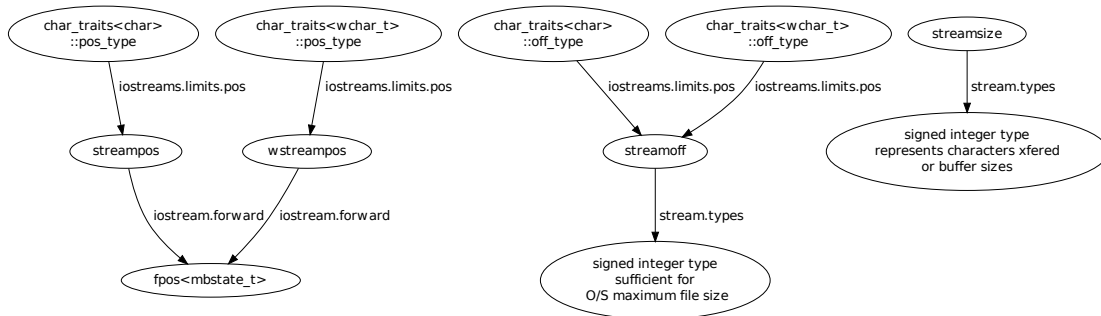 char_traits<char>
::pos_type
char_traits<wchar_t>
::pos_type
char_traits<char>
::off_type
char_traits<wchar_t>
::off_type
streamsize
iostreams.limits.pos
iostreams.limits.pos
iostreams.limits.pos
iostreams.limits.pos
stream.types
streampos
wstreampos
streamoff
signed integer type
represents characters xfered
or buffer sizes
iostream.forward
iostream.forward
stream.types
fpos<mbstate_t>
signed integer type
sufficient for
O/S maximum file size